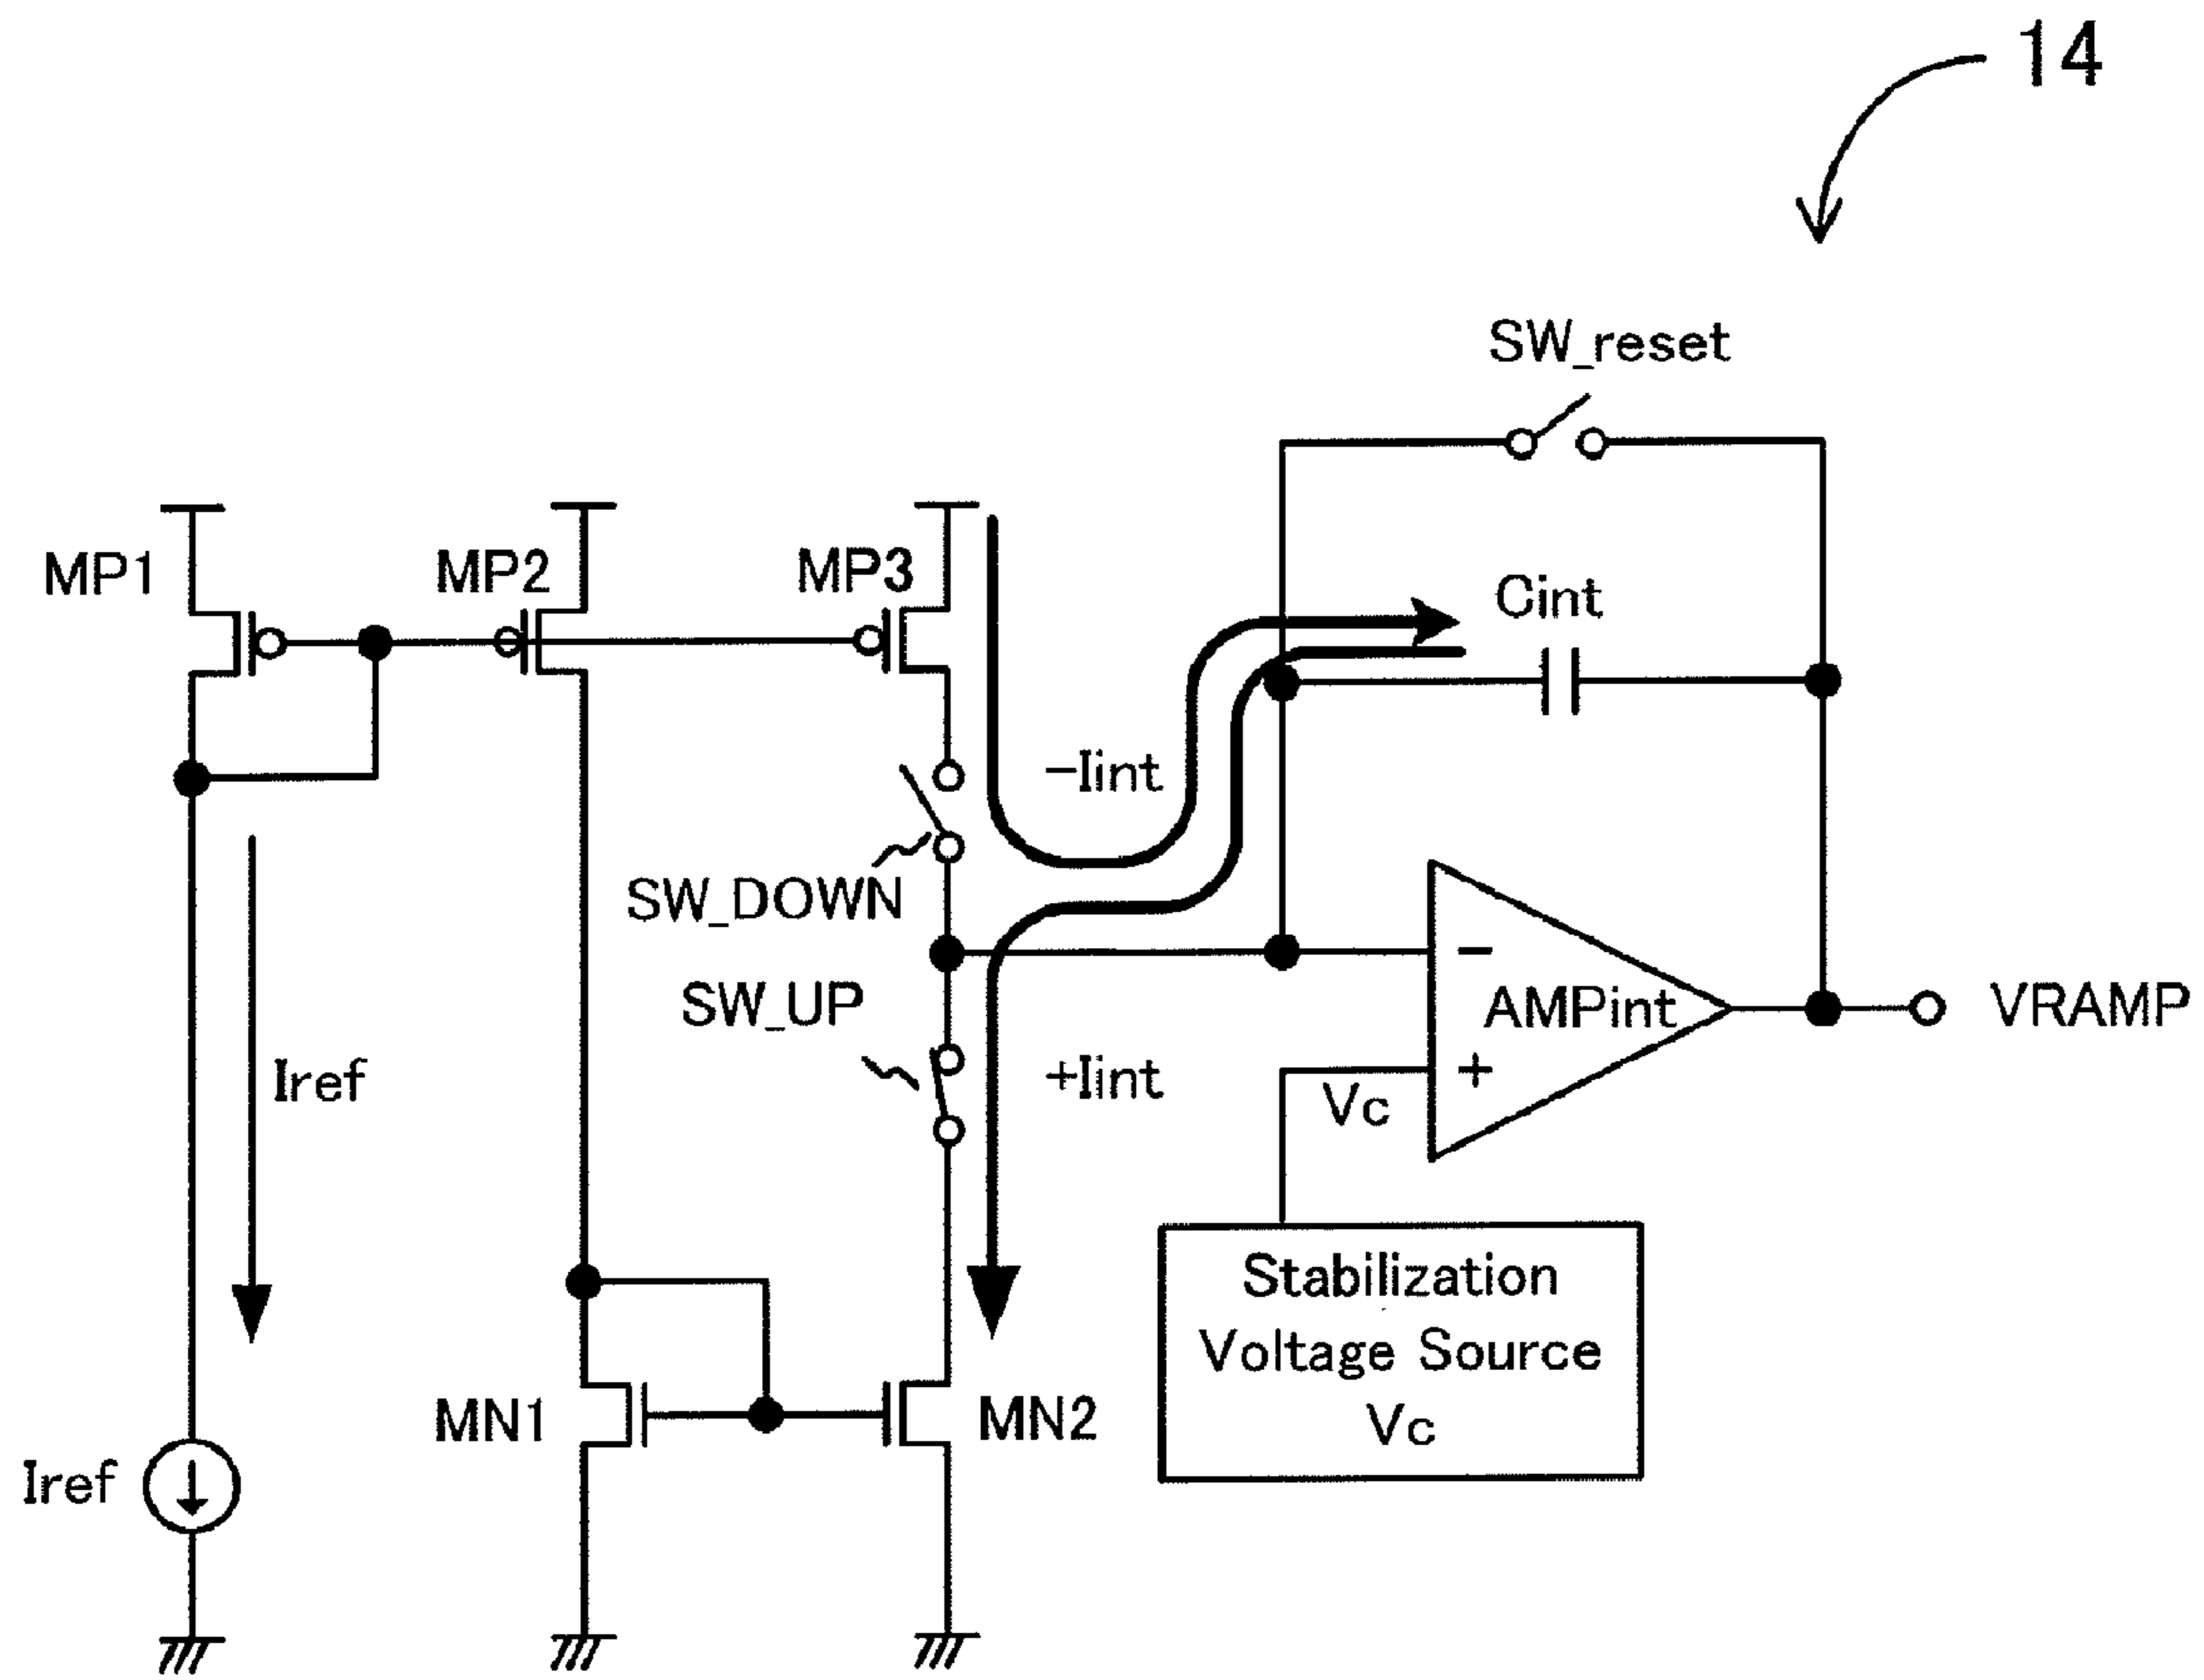 14
SW_reset
MP1
MP2
MP3
Cint
−Iint
SW_DOWN
SW_UP
−
AMPint
VRAMP
Iref
+Iint
+
Vc
Stabilization
Voltage Source
Vc
MN1
MN2
Iref